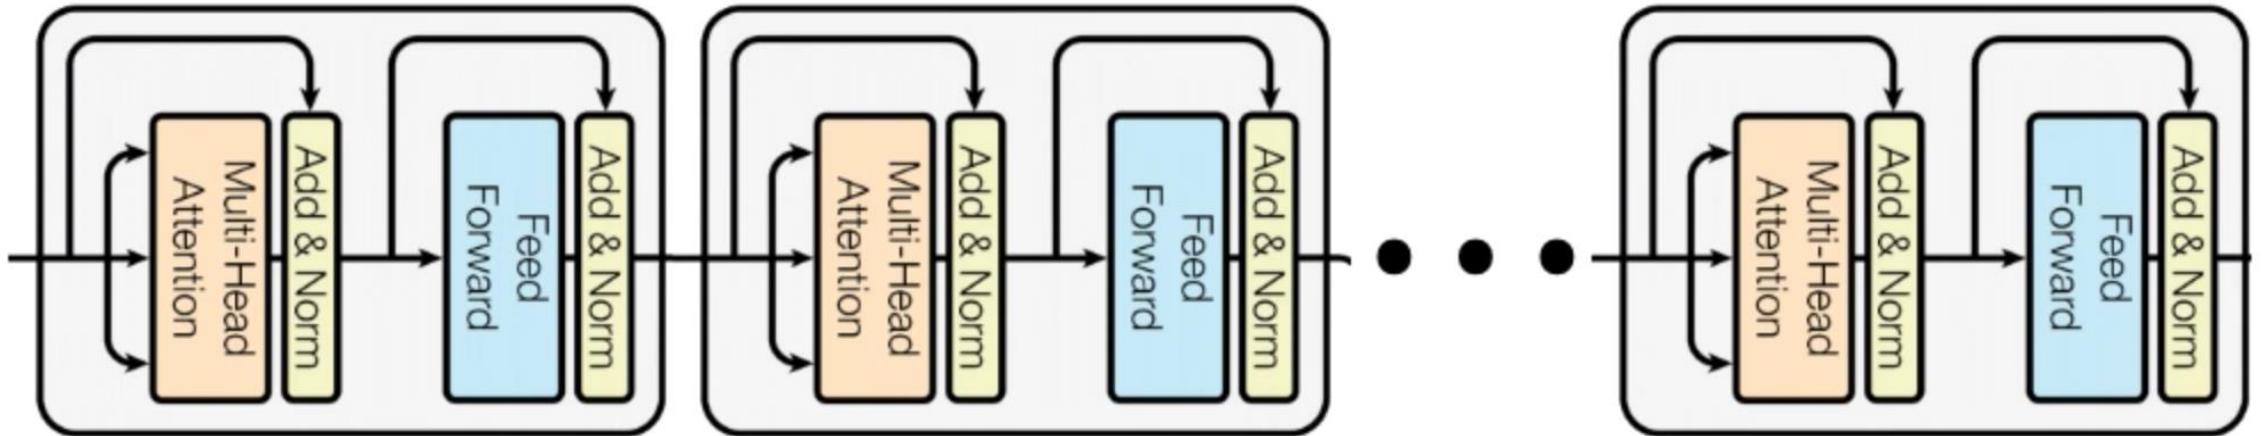 Multi-Head
Attention
Add & Norm
Feed
Forward
Add & Norm
Multi-Head
Attention
Add & Norm
Feed
Forward
Add & Norm
Multi-Head
Attention
Add & Norm
Feed
Forward
Add & Norm